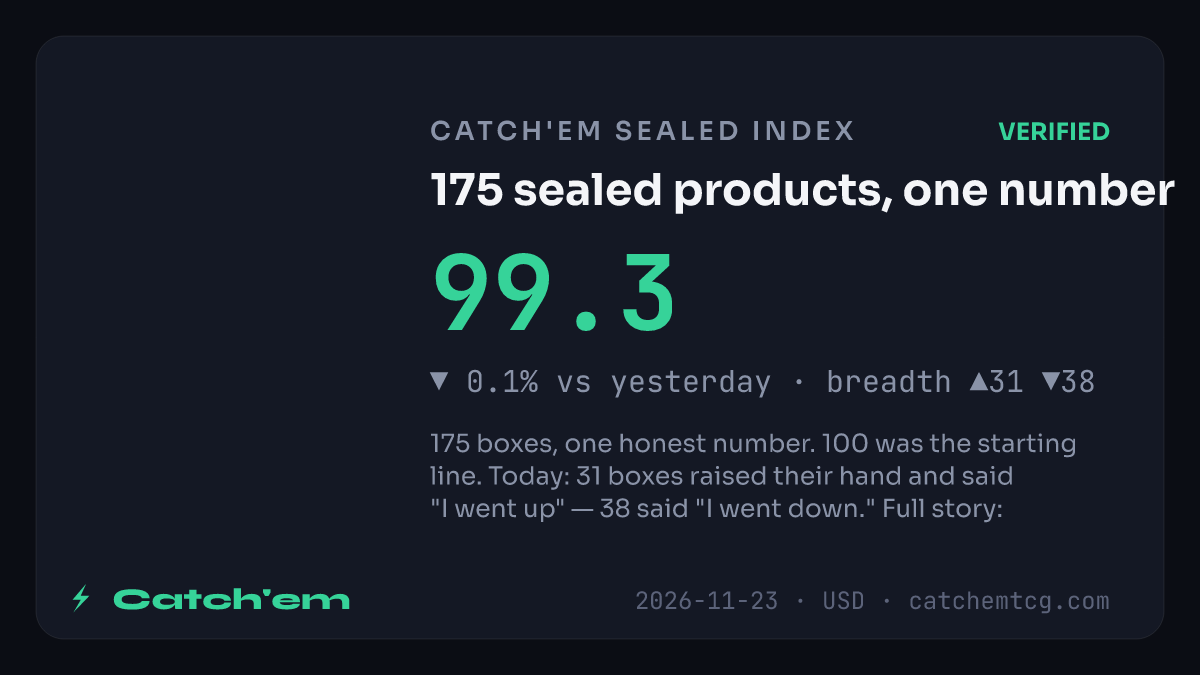 CATCH'EM SEALED INDEX VERIFIED
175 sealed products, one number
99.3
▼ 0.1% vs yesterday · breadth ▲31 ▼38
175 boxes, one honest number. 100 was the starting
line. Today: 31 boxes raised their hand and said
"I went up" — 38 said "I went down." Full story:
Catch'em 2026-11-23 · USD · catchemtcg.com